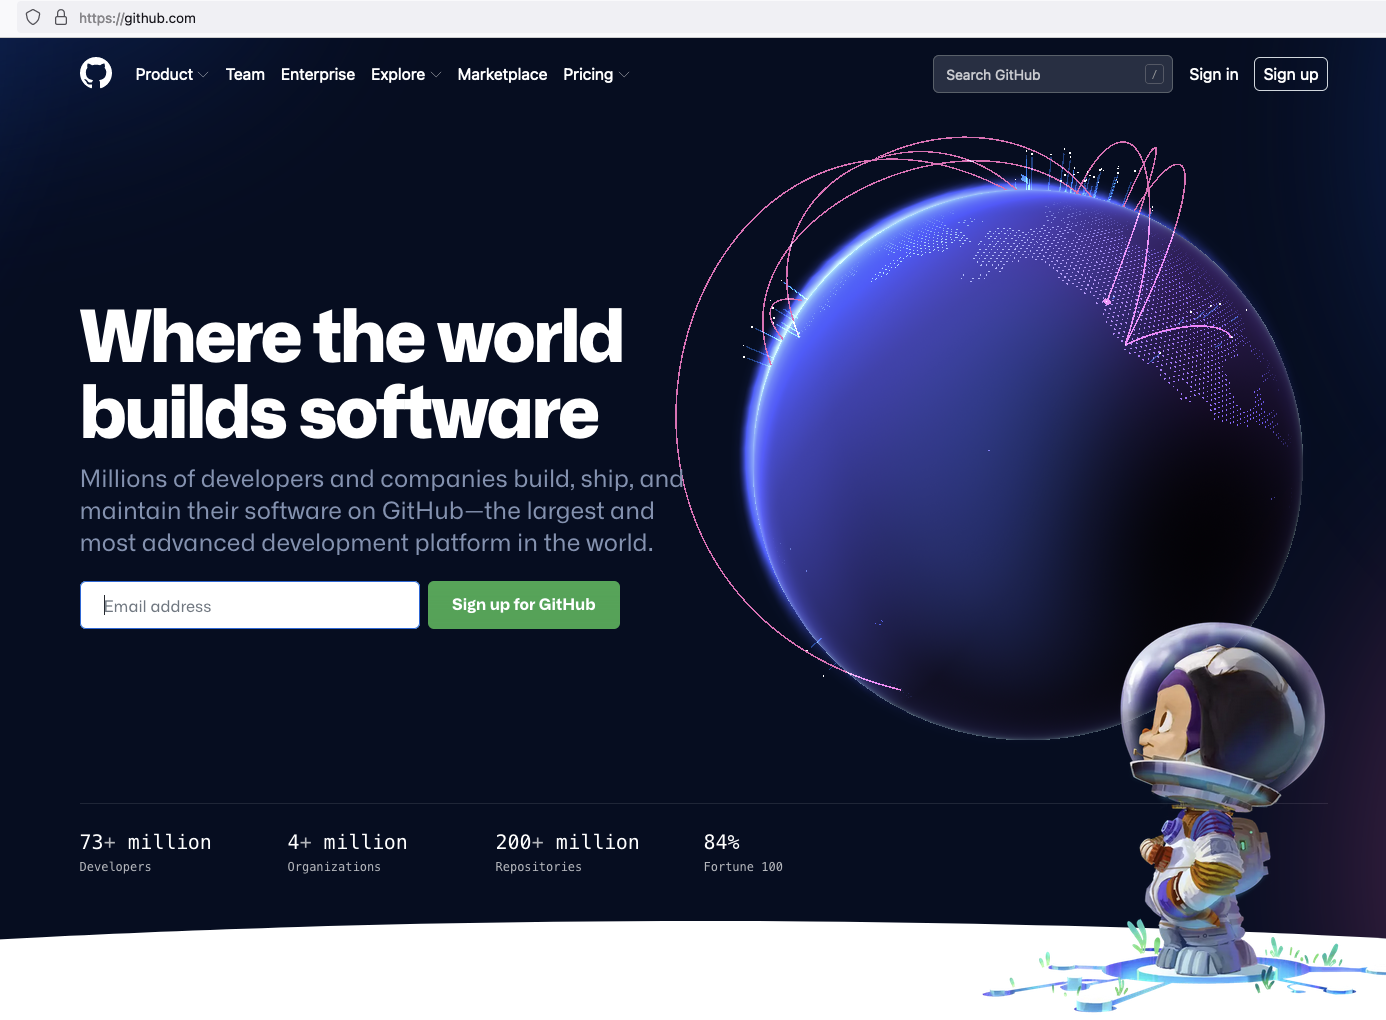 https://github.com
Product Team Enterprise Explore Marketplace Pricing Search GitHub / Sign in Sign up
Where the world
builds software
Millions of developers and companies build, ship, and
maintain their software on GitHub—the largest and
most advanced development platform in the world.
Email address Sign up for GitHub
73+ million 4+ million 200+ million 84%
Developers Organizations Repositories Fortune 100